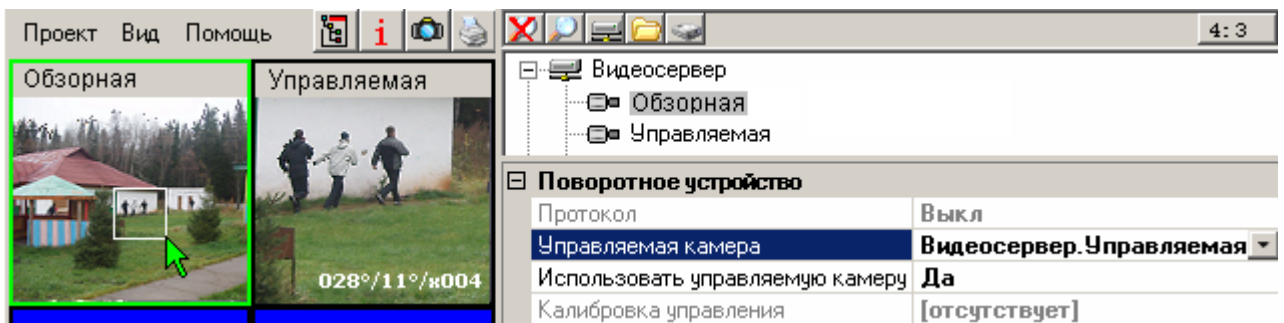 Проект Вид Помощь
Обзорная
Управляемая
028°/11°/x004
4:3
Видеосервер
Обзорная
Управляемая
Поворотное устройство
Протокол Выкл
Управляемая камера Видеосервер.Управляемая
Использовать управляемую камеру Да
Калибровка управления [отсутствует]